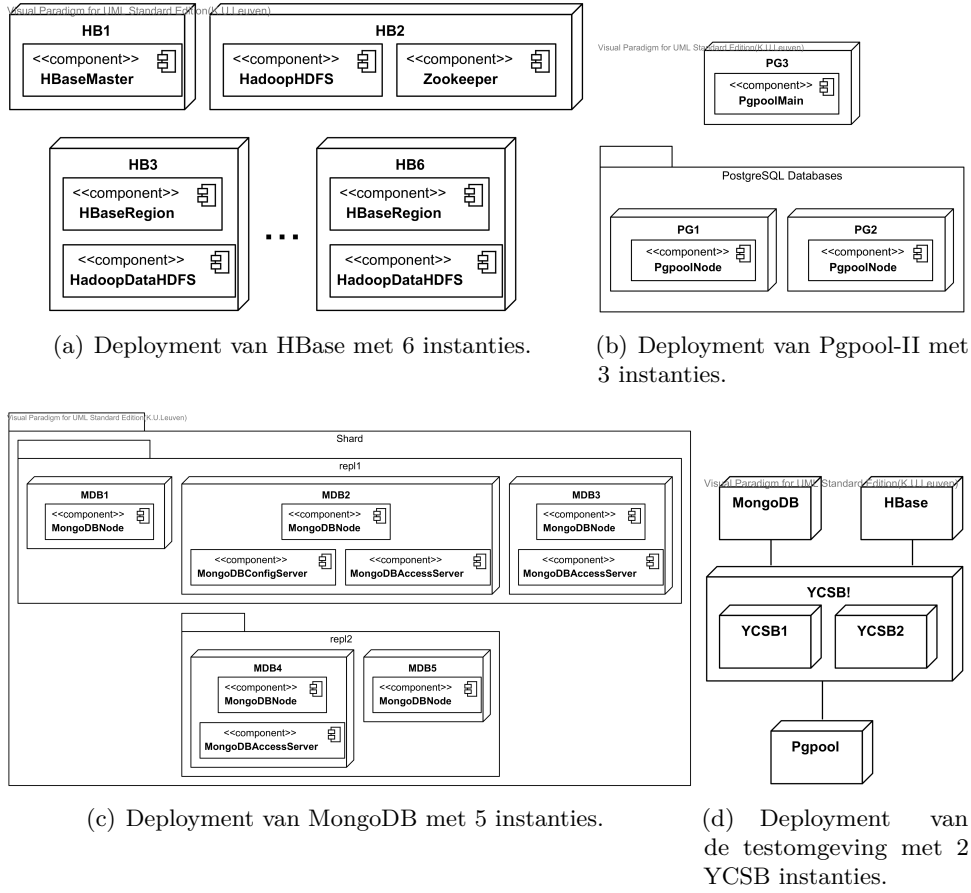 Visual Paradigm for UML Standard Edition(K.U.Leuven)
HB1
<<component>>
HBaseMaster
HB2
<<component>>
HadoopHDFS
<<component>>
Zookeeper
HB3
<<component>>
HBaseRegion
<<component>>
HadoopDataHDFS
...
HB6
<<component>>
HBaseRegion
<<component>>
HadoopDataHDFS
(a) Deployment van HBase met 6 instanties.
Visual Paradigm for UML Standard Edition(K.U.Leuven)
PG3
<<component>>
PgpoolMain
PostgreSQL Databases
PG1
<<component>>
PgpoolNode
PG2
<<component>>
PgpoolNode
(b) Deployment van Pgpool-II met
3 instanties.
Visual Paradigm for UML Standard Edition(K.U.Leuven)
Shard
repl1
MDB1
<<component>>
MongoDBNode
MDB2
<<component>>
MongoDBNode
<<component>>
MongoDBConfigServer
<<component>>
MongoDBAccessServer
MDB3
<<component>>
MongoDBNode
<<component>>
MongoDBAccessServer
repl2
MDB4
<<component>>
MongoDBNode
<<component>>
MongoDBAccessServer
MDB5
<<component>>
MongoDBNode
(c) Deployment van MongoDB met 5 instanties.
Visual Paradigm for UML Standard Edition(K.U.Leuven)
MongoDB
HBase
YCSB!
YCSB1
YCSB2
Pgpool
(d) Deployment van
de testomgeving met 2
YCSB instanties.